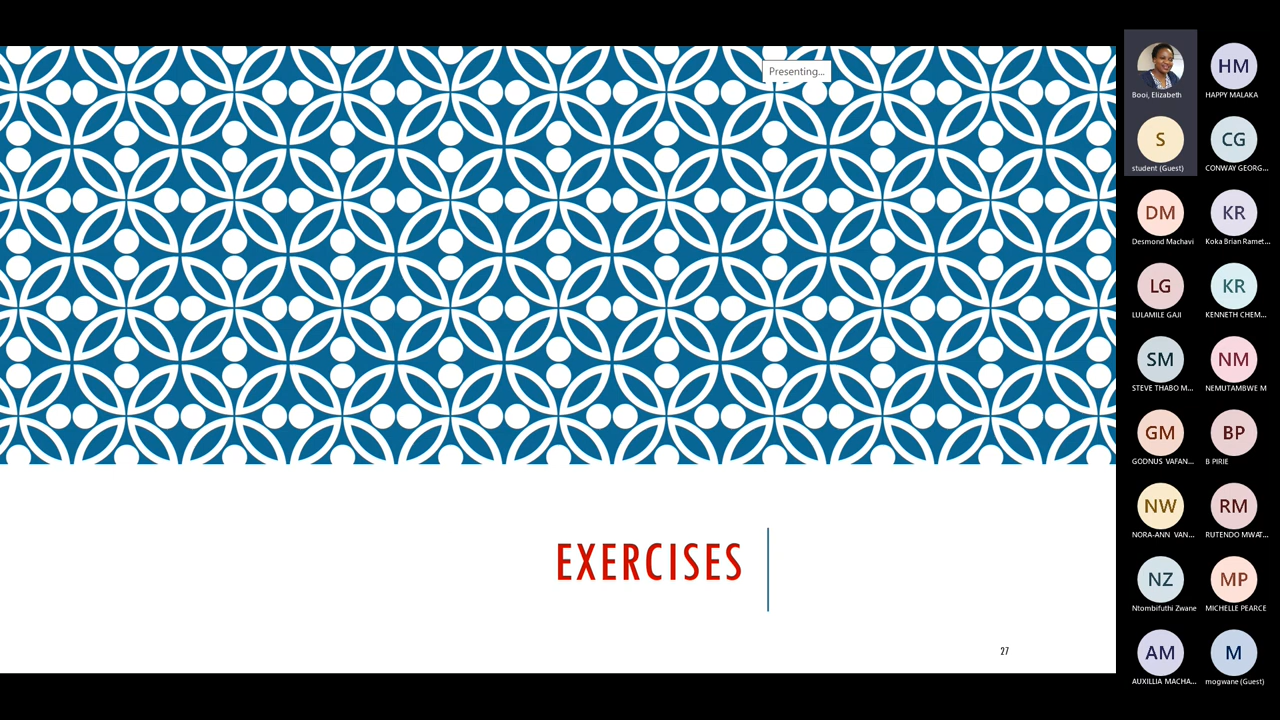 Presenting...
EXERCISES
27
Booi, Elizabeth
HM
HAPPY MALAKA
S
student (Guest)
CG
CONWAY GEORG...
DM
Desmond Machavi
KR
Koka Brian Ramet...
LG
LULAMILE GAJI
KR
KENNETH CHEM...
SM
STEVE THABO M...
NM
NEMUTAMBWE M
GM
GODNUS VAFAN...
BP
B PIRIE
NW
NORA-ANN VAN...
RM
RUTENDO MWAT...
NZ
Ntombifuthi Zwane
MP
MICHELLE PEARCE
AM
AUXILLIA MACHA...
M
mogwane (Guest)